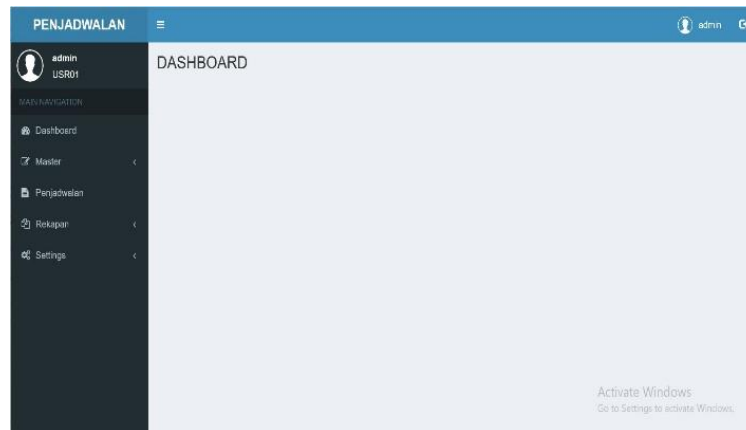 PENJADWALAN
admin
admin
USR01
DASHBOARD
MAIN NAVIGATION
Dashboard
Master
Penjadwalan
Rekapan
Settings
Activate Windows
Go to Settings to activate Windows.